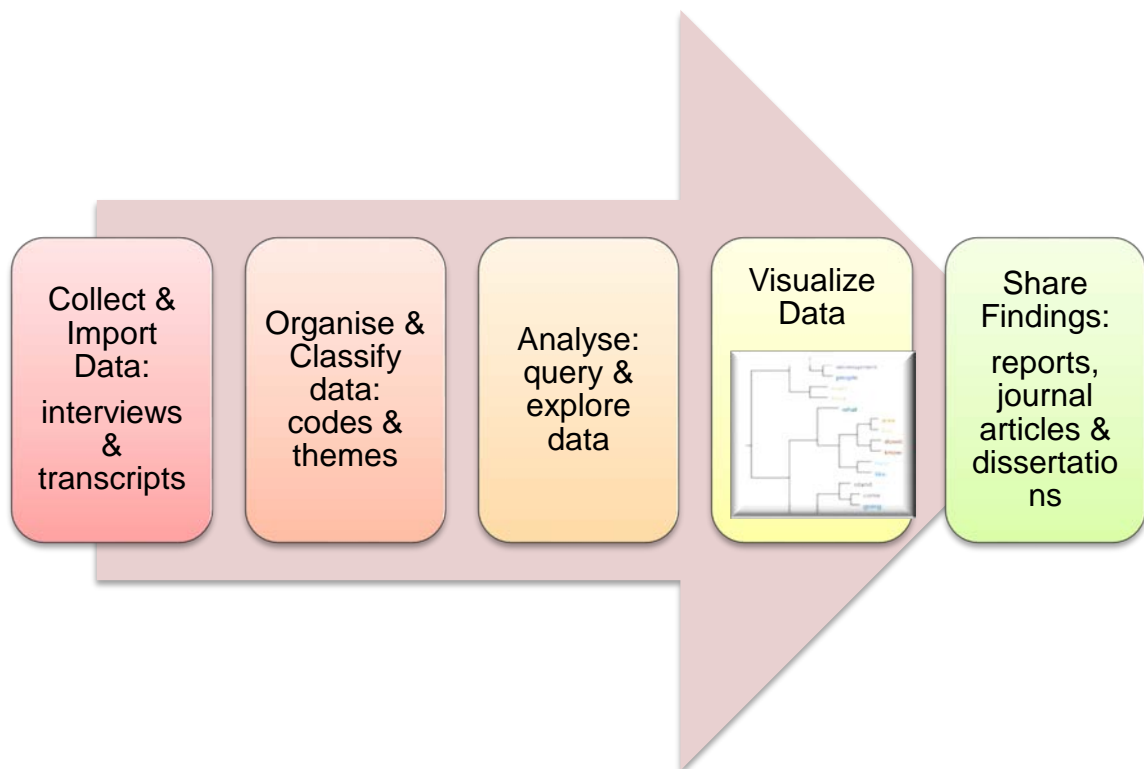 Collect &
Import
Data:
interviews
&
transcripts
Organise &
Classify
data:
codes &
themes
Analyse:
query &
explore
data
Visualize
Data
Share
Findings:
reports,
journal
articles &
dissertatio
ns